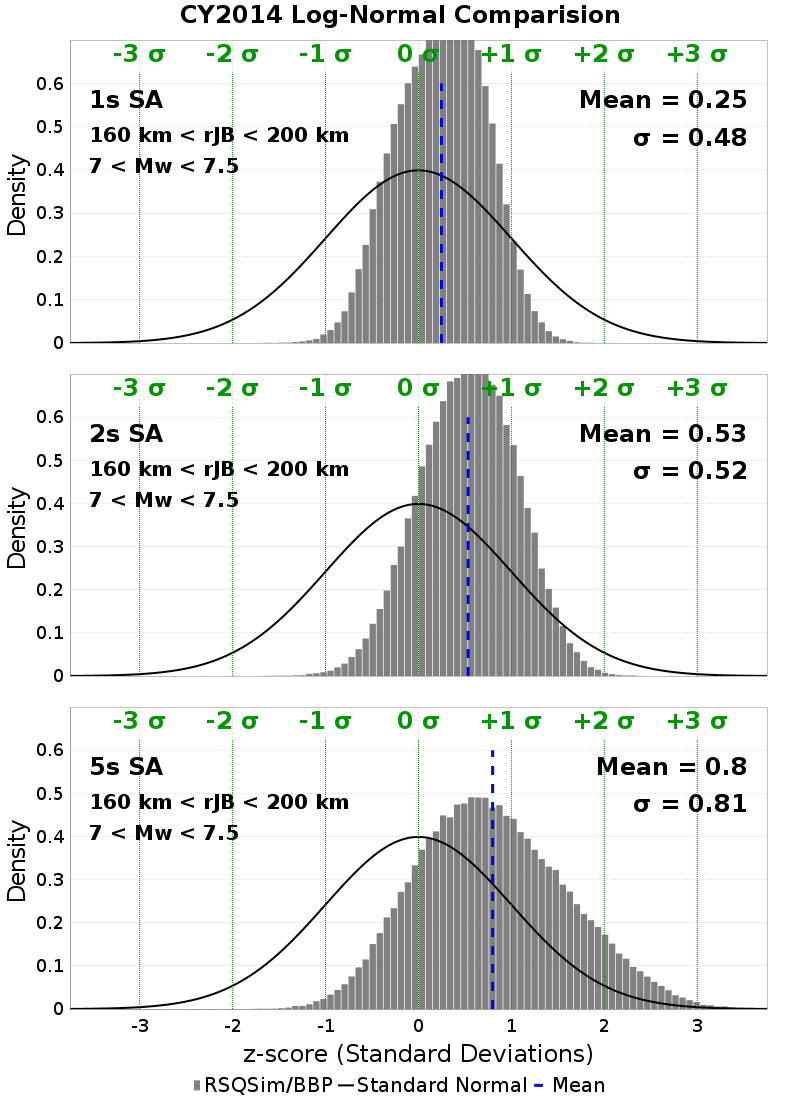 CY2014 Log-Normal Comparision
-3 σ -2 σ -1 σ 0 σ +1 σ +2 σ +3 σ
1s SA
160 km < rJB < 200 km
7 < Mw < 7.5
Mean = 0.25
σ = 0.48
0.6
0.5
0.4
0.3
0.2
0.1
0
Density
-3 σ -2 σ -1 σ 0 σ +1 σ +2 σ +3 σ
2s SA
160 km < rJB < 200 km
7 < Mw < 7.5
Mean = 0.53
σ = 0.52
0.6
0.5
0.4
0.3
0.2
0.1
0
Density
-3 σ -2 σ -1 σ 0 σ +1 σ +2 σ +3 σ
5s SA
160 km < rJB < 200 km
7 < Mw < 7.5
Mean = 0.8
σ = 0.81
0.6
0.5
0.4
0.3
0.2
0.1
0
Density
-3 -2 -1 0 1 2 3
z-score (Standard Deviations)
RSQSim/BBP Standard Normal Mean